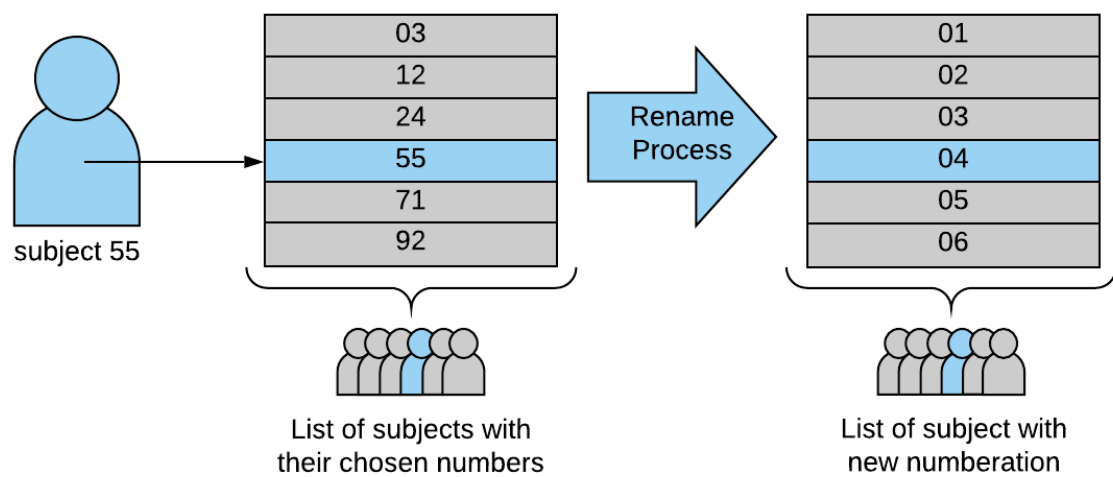 subject 55
03
12
24
55
71
92
Rename
Process
01
02
03
04
05
06
List of subjects with
their chosen numbers
List of subject with
new numberation